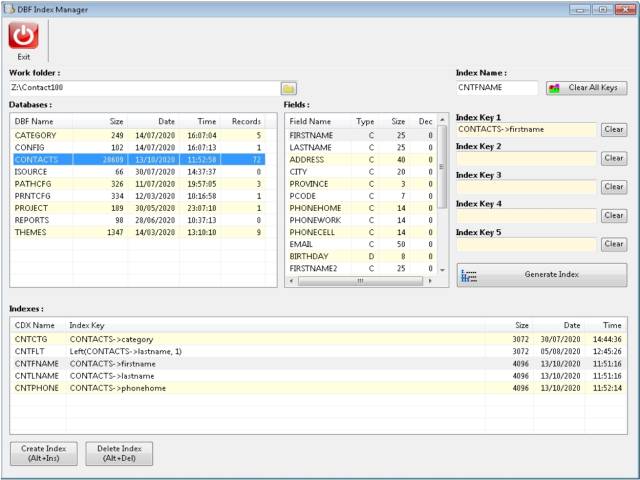 DBF Index Manager
Exit
Work folder :
Z:\Contact100
Index Name :
CNTFNAME Clear All Keys
Databases :
DBF Name Size Date Time Records
CATEGORY 249 14/07/2020 16:07:04 5
CONFIG 102 14/07/2020 16:07:13 1
CONTACTS 28609 13/10/2020 11:52:58 72
ISOURCE 66 30/07/2020 14:37:37 0
PATHCFG 326 11/07/2020 19:57:05 3
PRNTCFG 334 12/03/2020 10:16:58 1
PROJECT 189 30/05/2020 23:07:10 1
REPORTS 98 28/06/2020 10:37:13 0
THEMES 1347 14/03/2020 13:10:10 9
Fields :
Field Name Type Size Dec
FIRSTNAME C 25 0
LASTNAME C 25 0
ADDRESS C 40 0
CITY C 20 0
PROVINCE C 3 0
PCODE C 7 0
PHONEHOME C 14 0
PHONEWORK C 14 0
PHONECELL C 14 0
EMAIL C 50 0
BIRTHDAY D 8 0
FIRSTNAME2 C 25 0
Index Key 1
CONTACTS->firstname Clear
Index Key 2
Clear
Index Key 3
Clear
Index Key 4
Clear
Index Key 5
Clear
Generate Index
Indexes :
CDX Name Index Key Size Date Time
CNTCTG CONTACTS->category 3072 30/07/2020 14:44:36
CNTFLT Left(CONTACTS->lastname, 1) 3072 05/08/2020 12:45:26
CNTFNAME CONTACTS->firstname 4096 13/10/2020 11:51:16
CNTLNAME CONTACTS->lastname 4096 13/10/2020 11:51:16
CNTPHONE CONTACTS->phonehome 4096 13/10/2020 11:52:14
Create Index
(Alt+Ins)
Delete Index
(Alt+Del)